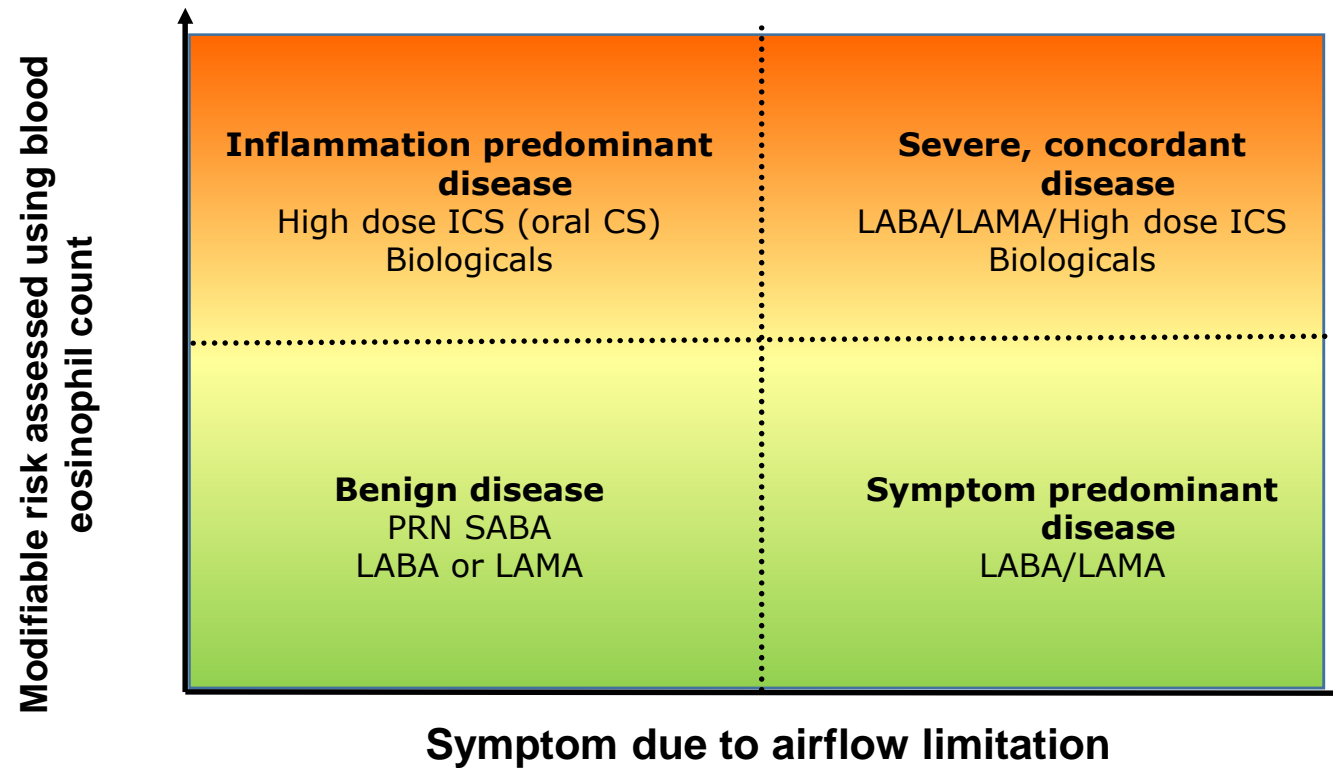 Modifiable risk assessed using blood
eosinophil count
Inflammation predominant
disease
High dose ICS (oral CS)
Biologicals
Severe, concordant
disease
LABA/LAMA/High dose ICS
Biologicals
Benign disease
PRN SABA
LABA or LAMA
Symptom predominant
disease
LABA/LAMA
Symptom due to airflow limitation